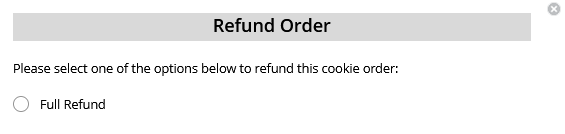 Refund Order
Please select one of the options below to refund this cookie order:
Full Refund